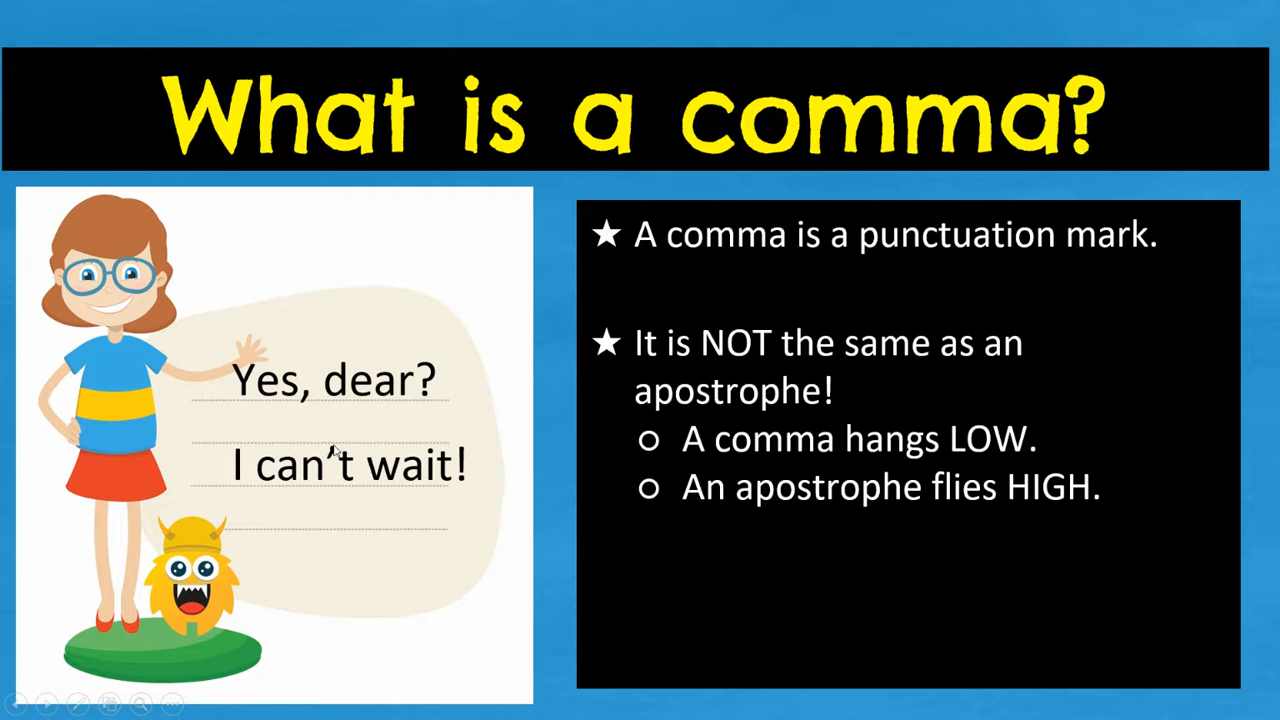 What is a comma?
Yes, dear?
I can’t wait!
★ A comma is a punctuation mark.
★ It is NOT the same as an
apostrophe!
○ A comma hangs LOW.
○ An apostrophe flies HIGH.